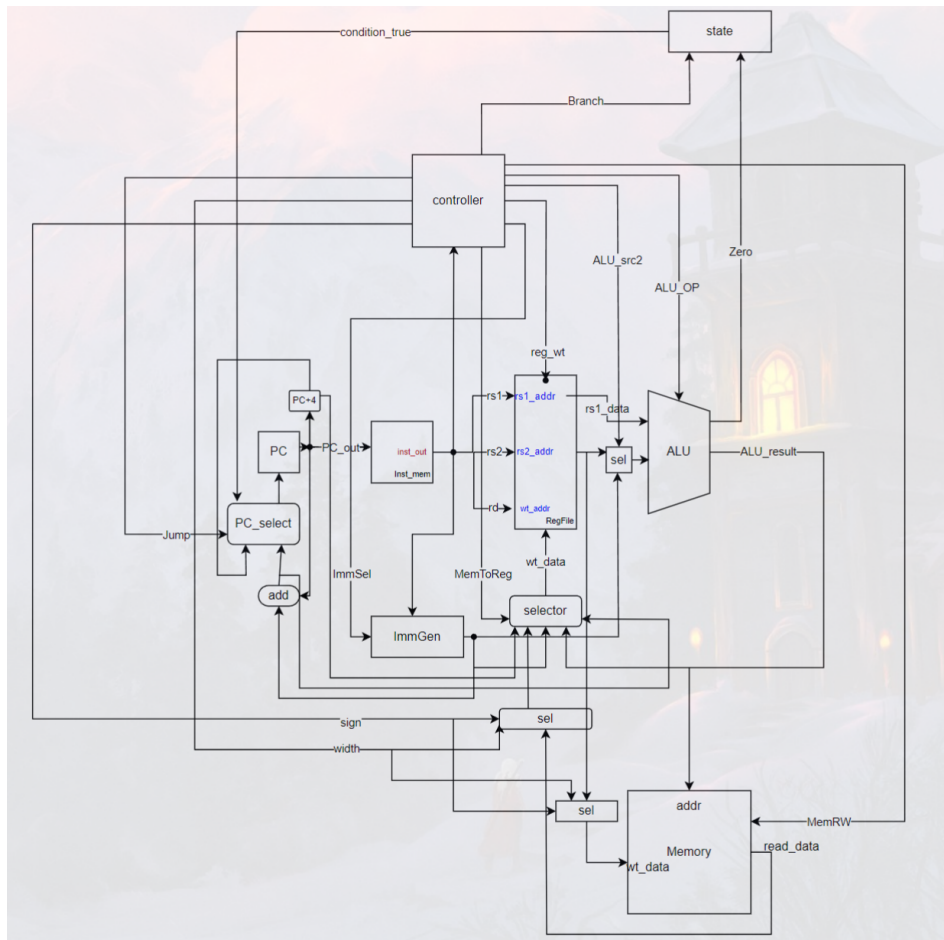 state
condition_true
Branch
controller
Zero
ALU_src2
ALU_OP
reg_wt
PC+4
rs1
rs1_addr
rs1_data
PC
PC_out
inst_out
Inst_mem
rs2
rs2_addr
sel
ALU
ALU_result
rd
wt_addr
RegFile
PC_select
Jump
wt_data
ImmSel
MemToReg
add
selector
ImmGen
sign
sel
width
sel
addr
MemRW
Memory
read_data
wt_data